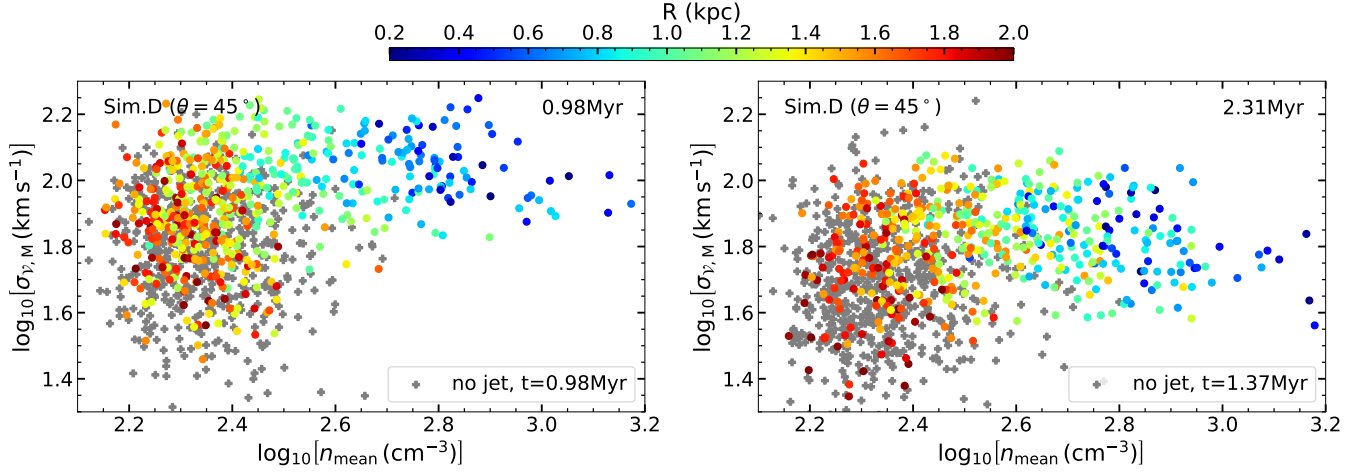 R (kpc)
0.2 0.4 0.6 0.8 1.0 1.2 1.4 1.6 1.8 2.0
Sim.D (θ = 45°) 0.98Myr
log₁₀[σ𝒱,M (km s⁻¹)]
2.2
2.0
1.8
1.6
1.4
no jet, t=0.98Myr
2.2 2.4 2.6 2.8 3.0 3.2
log₁₀[nmean (cm⁻³)]
Sim.D (θ = 45°) 2.31Myr
log₁₀[σ𝒱,M (km s⁻¹)]
2.2
2.0
1.8
1.6
1.4
no jet, t=1.37Myr
2.2 2.4 2.6 2.8 3.0 3.2
log₁₀[nmean (cm⁻³)]